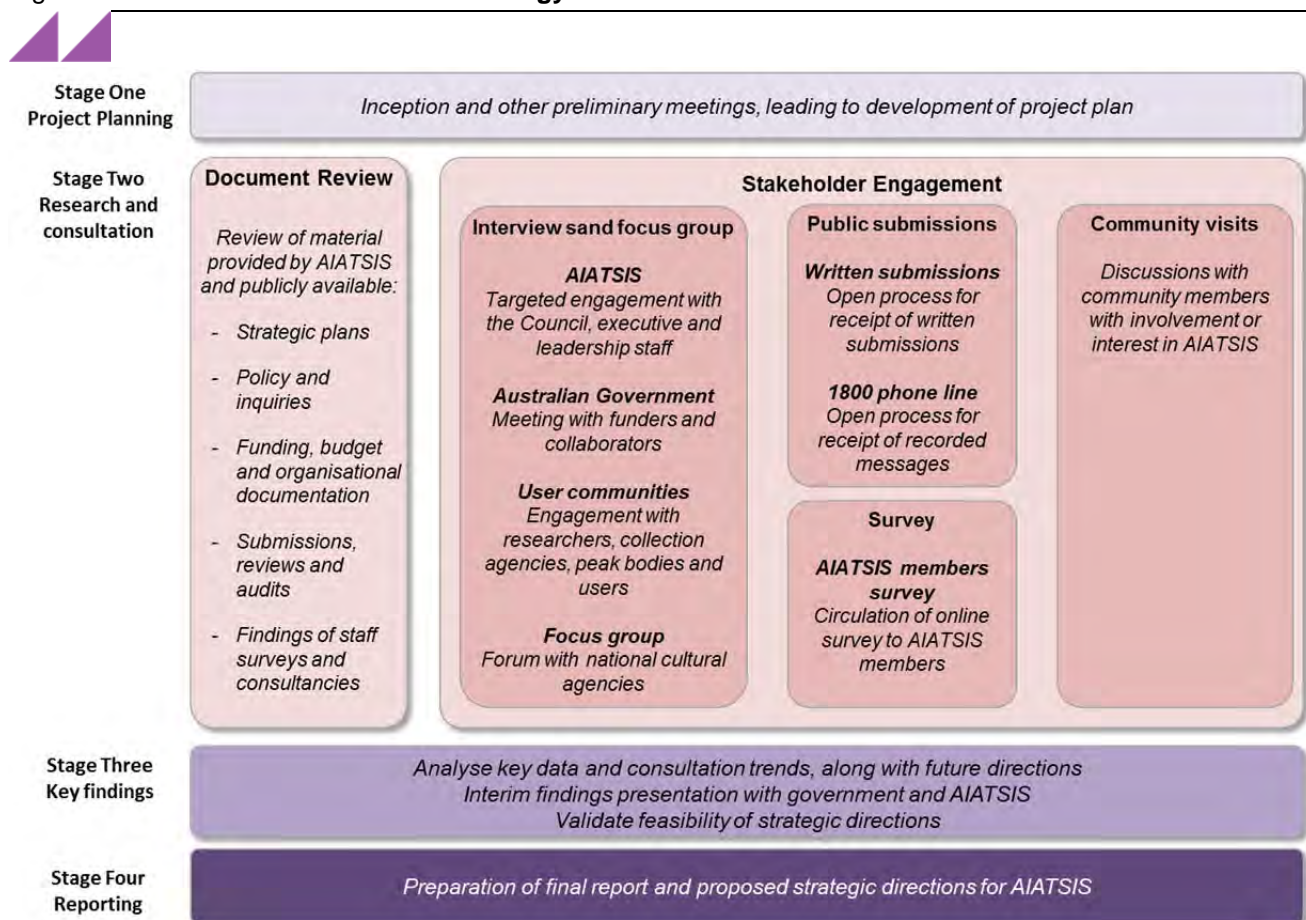 Stage One
Project Planning
Inception and other preliminary meetings, leading to development of project plan
Stage Two
Research and
consultation
Document Review
Review of material
provided by AIATSIS
and publicly available:
- Strategic plans
- Policy and
inquiries
- Funding, budget
and organisational
documentation
- Submissions,
reviews and
audits
- Findings of staff
surveys and
consultancies
Stakeholder Engagement
Interview sand focus group
AIATSIS
Targeted engagement with
the Council, executive and
leadership staff
Australian Government
Meeting with funders and
collaborators
User communities
Engagement with
researchers, collection
agencies, peak bodies and
users
Focus group
Forum with national cultural
agencies
Public submissions
Written submissions
Open process for
receipt of written
submissions
1800 phone line
Open process for
receipt of recorded
messages
Survey
AIATSIS members
survey
Circulation of online
survey to AIATSIS
members
Community visits
Discussions with
community members
with involvement or
interest in AIATSIS
Stage Three
Key findings
Analyse key data and consultation trends, along with future directions
Interim findings presentation with government and AIATSIS
Validate feasibility of strategic directions
Stage Four
Reporting
Preparation of final report and proposed strategic directions for AIATSIS